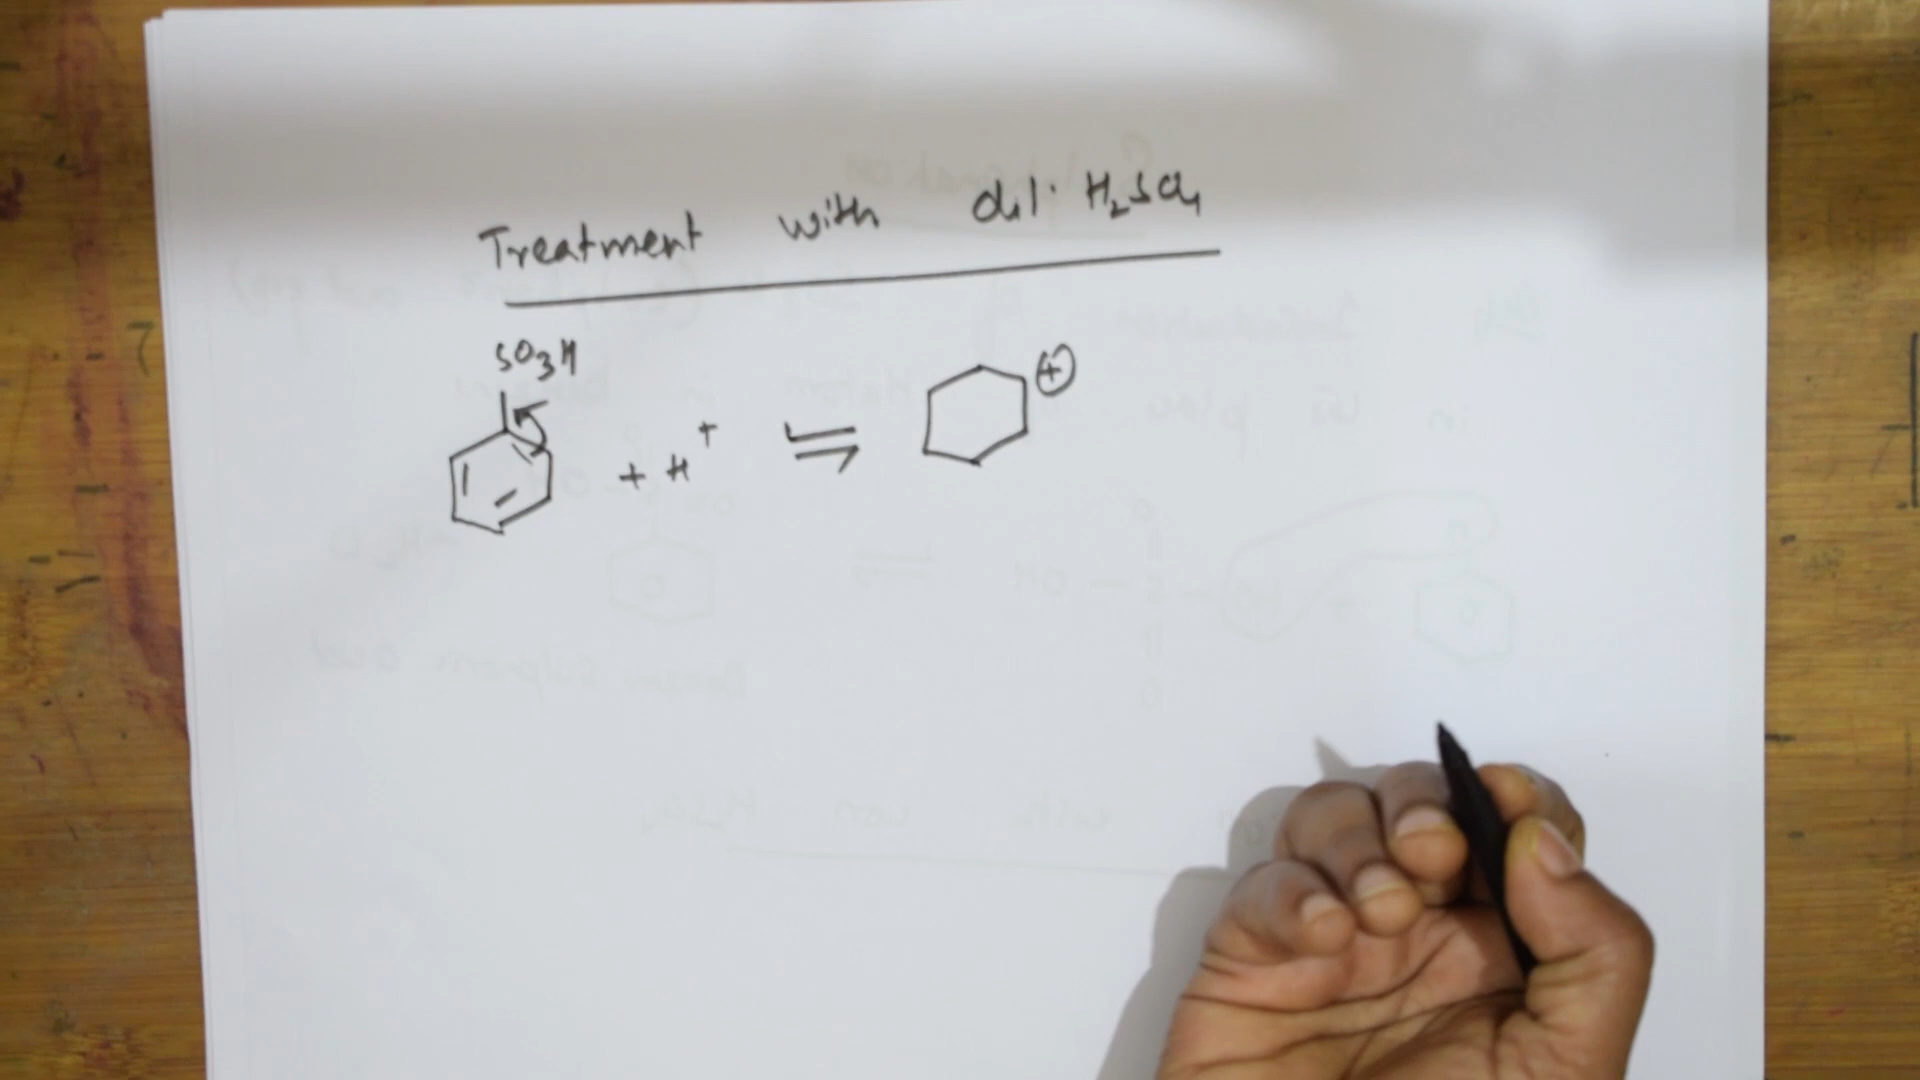 Treatment with dil. H₂SO₄
SO₃H
+ H⁺ ⇌ ⊕